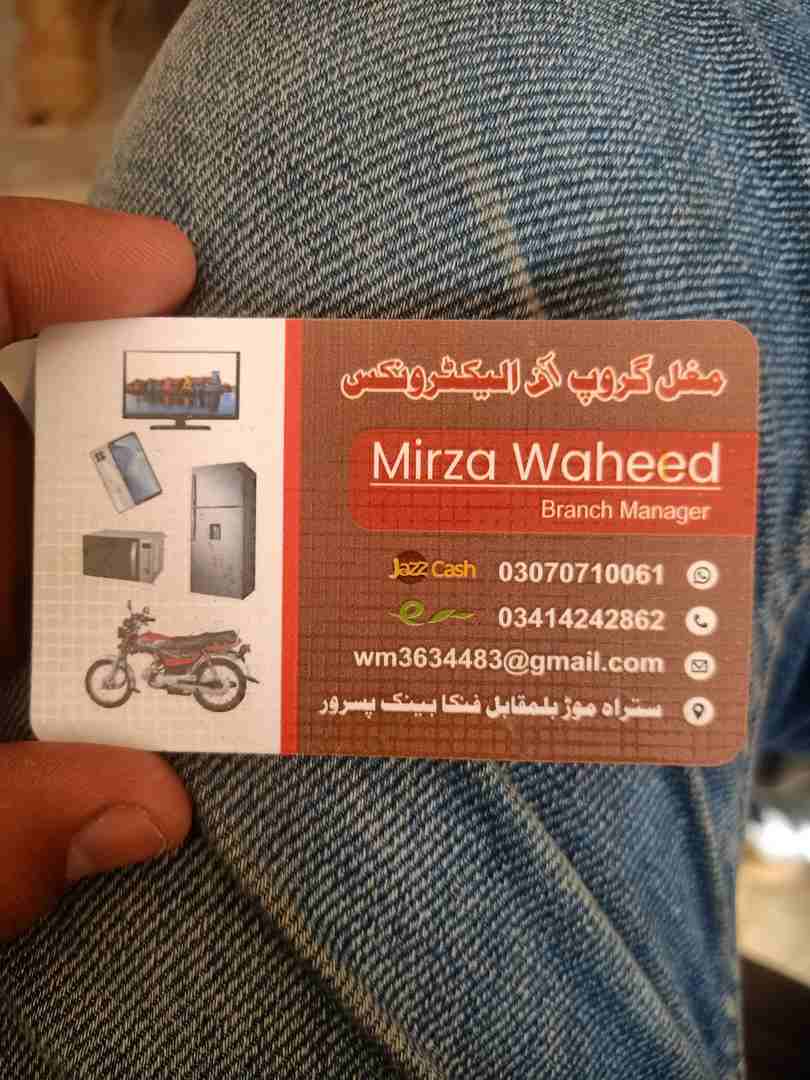 مغل گروپ آف الیکٹرونکس
Mirza Waheed
Branch Manager
Jazz Cash 03070710061
03414242862
wm3634483@gmail.com
ستراہ موڑ بلمقابل فنکا بینک پسرور